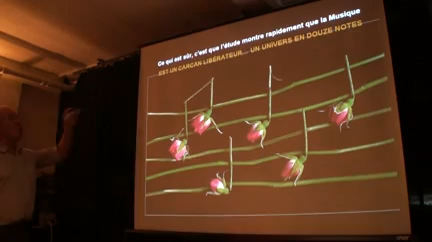 Ce qui est sûr, c'est que l'étude montre rapidement que la Musique
EST UN CARCAN LIBÉRATEUR... UN UNIVERS EN DOUZE NOTES